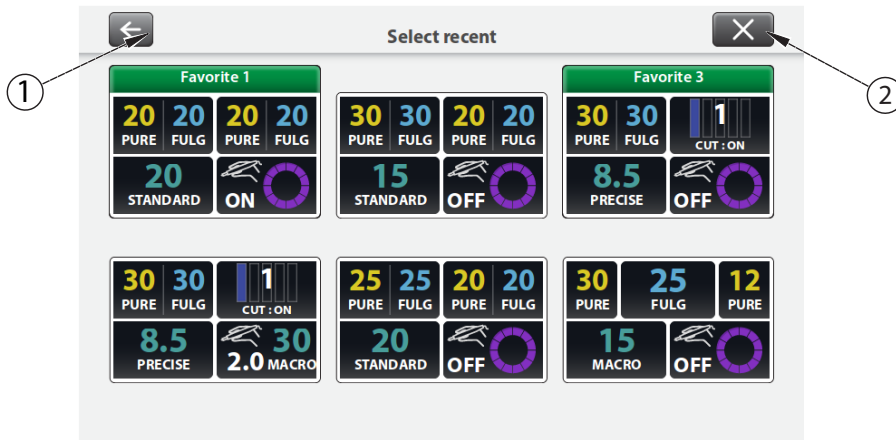 Select recent
1
2
Favorite 1
Favorite 3
20 20 20 20
PURE FULG PURE FULG
20
STANDARD
ON
30 30 20 20
PURE FULG PURE FULG
15
STANDARD
OFF
30 30 1
PURE FULG CUT : ON
8.5
PRECISE
OFF
30 30 1
PURE FULG CUT : ON
8.5 30
PRECISE 2.0 MACRO
25 25 20 20
PURE FULG PURE FULG
20
STANDARD
OFF
30 25 12
PURE FULG PURE
15
MACRO
OFF